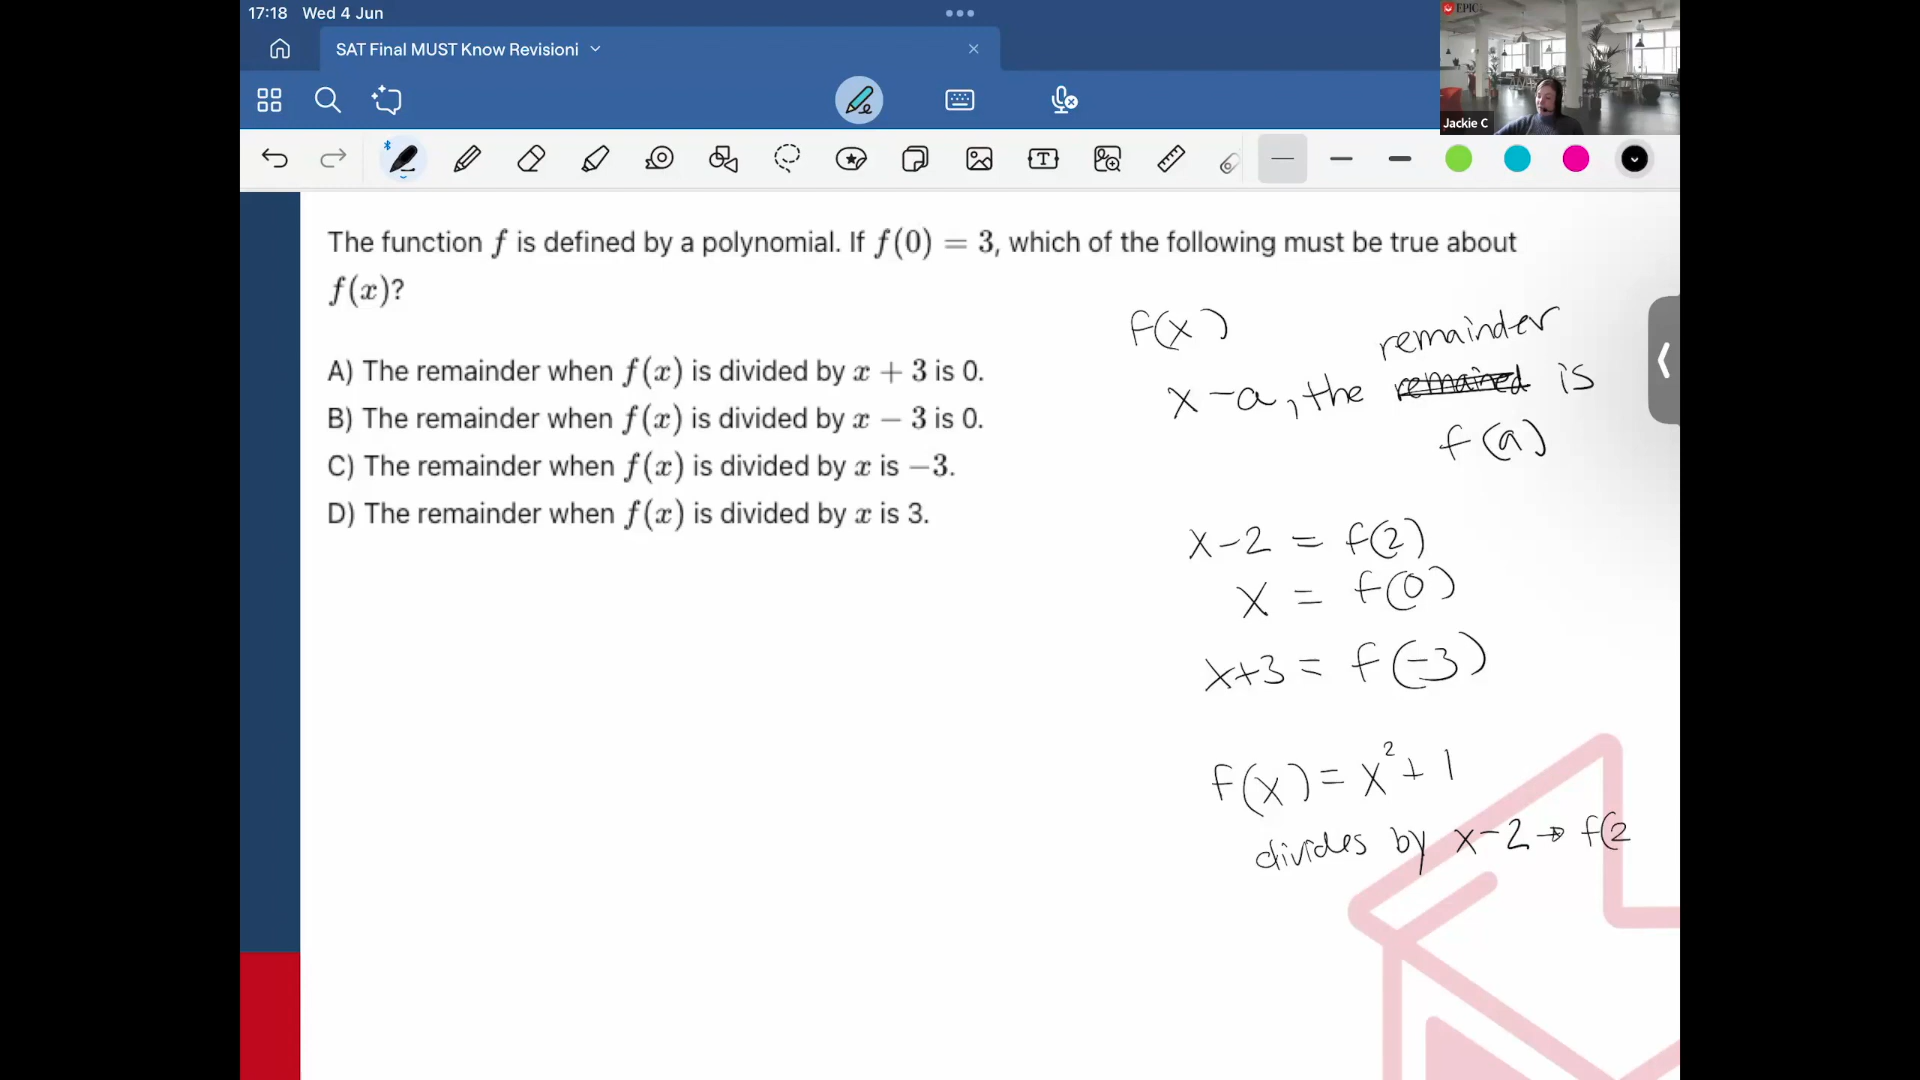 17:18 Wed 4 Jun
EPIC
SAT Final MUST Know Revisioni
Jackie C
The function f is defined by a polynomial. If f(0) = 3, which of the following must be true about
f(x)?
A) The remainder when f(x) is divided by x + 3 is 0.
B) The remainder when f(x) is divided by x − 3 is 0.
C) The remainder when f(x) is divided by x is −3.
D) The remainder when f(x) is divided by x is 3.
f(x)
remainder
x-a, the remained is
f(a)
x-2 = f(2)
x = f(0)
x+3 = f(-3)
f(x) = x² + 1
divides by x-2 → f(2